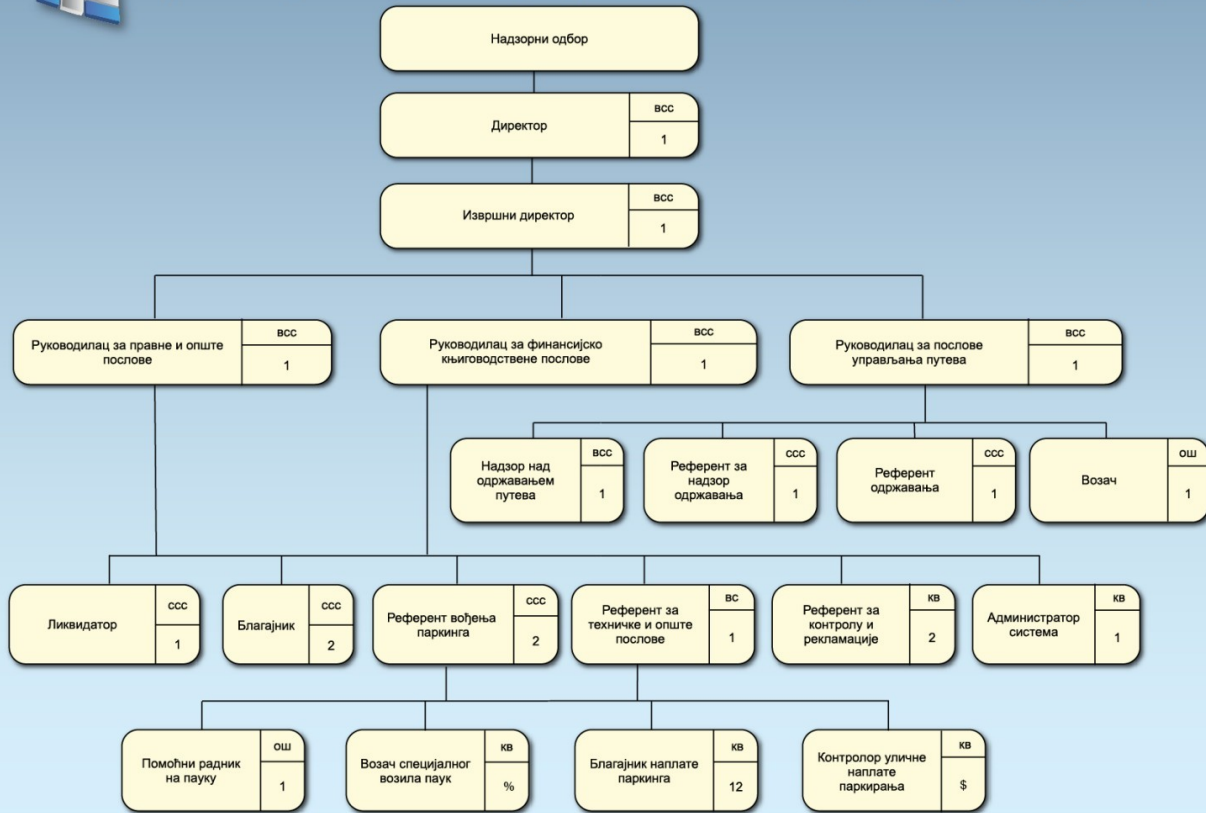 Надзорни одбор
Директор
всс
1
Извршни директор
всс
1
Руководилац за правне и опште
послове
всс
1
Руководилац за финансијско
књиговодствене послове
всс
1
Руководилац за послове
управљања путева
всс
1
Надзор над
одржавањем
путева
всс
1
Референт за
надзор
одржавања
ссс
1
Референт
одржавања
ссс
1
Возач
ош
1
Ликвидатор
ссс
1
Благајник
ссс
2
Референт вођења
паркинга
ссс
2
Референт за
техничке и опште
послове
вс
1
Референт за
контролу и
рекламације
кв
2
Администратор
система
кв
1
Помоћни радник
на пауку
ош
1
Возач специјалног
возила паук
кв
%
Благајник наплате
паркинга
кв
12
Контролор уличне
наплате
паркирања
кв
$